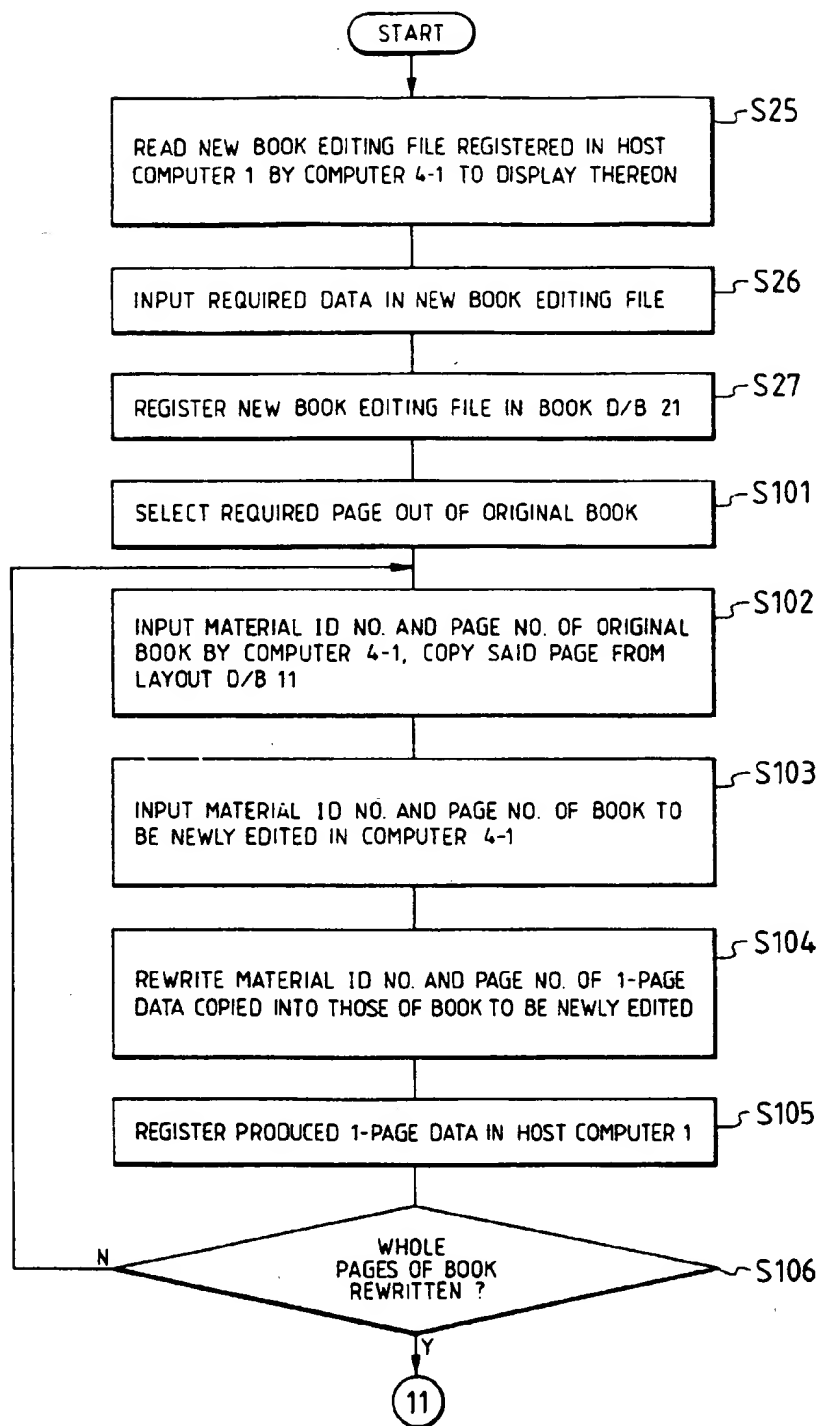 START
S25
READ NEW BOOK EDITING FILE REGISTERED IN HOST
COMPUTER 1 BY COMPUTER 4-1 TO DISPLAY THEREON
S26
INPUT REQUIRED DATA IN NEW BOOK EDITING FILE
S27
REGISTER NEW BOOK EDITING FILE IN BOOK D/B 21
S101
SELECT REQUIRED PAGE OUT OF ORIGINAL BOOK
S102
INPUT MATERIAL ID NO. AND PAGE NO. OF ORIGINAL
BOOK BY COMPUTER 4-1, COPY SAID PAGE FROM
LAYOUT D/B 11
S103
INPUT MATERIAL ID NO. AND PAGE NO. OF BOOK TO
BE NEWLY EDITED IN COMPUTER 4-1
S104
REWRITE MATERIAL ID NO. AND PAGE NO. OF 1-PAGE
DATA COPIED INTO THOSE OF BOOK TO BE NEWLY EDITED
S105
REGISTER PRODUCED 1-PAGE DATA IN HOST COMPUTER 1
N
WHOLE
PAGES OF BOOK
REWRITTEN ?
S106
Y
11